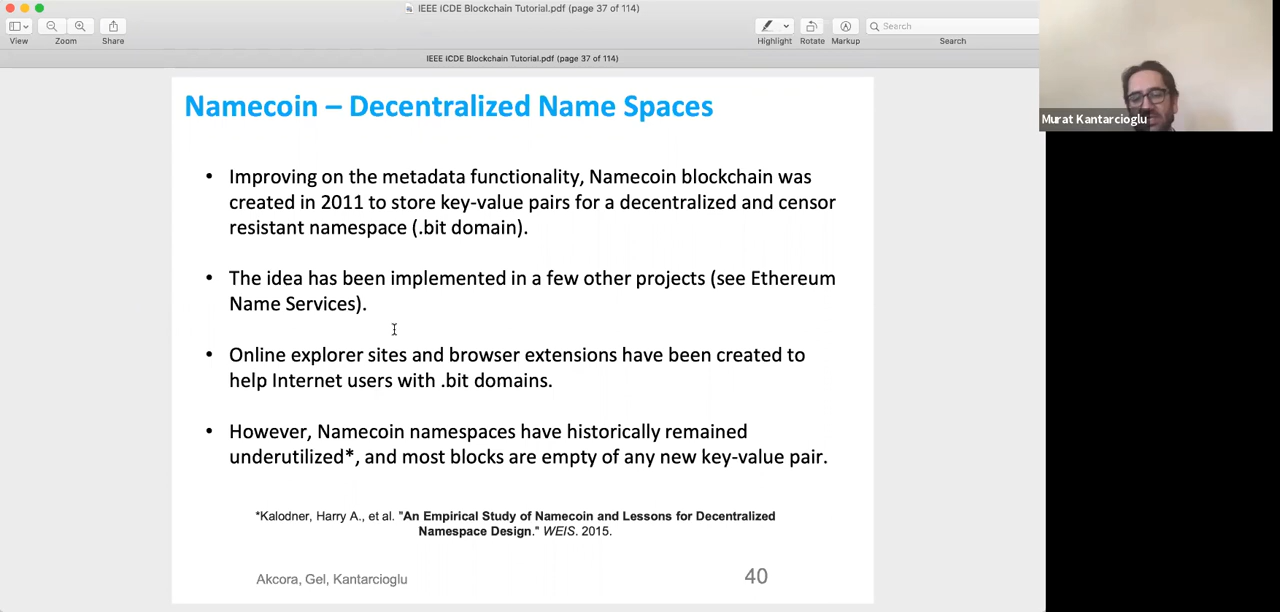 IEEE ICDE Blockchain Tutorial.pdf (page 37 of 114)
View
Zoom
Share
Highlight
Rotate
Markup
Search
Search
IEEE ICDE Blockchain Tutorial.pdf (page 37 of 114)
Namecoin – Decentralized Name Spaces
• Improving on the metadata functionality, Namecoin blockchain was
created in 2011 to store key-value pairs for a decentralized and censor
resistant namespace (.bit domain).
• The idea has been implemented in a few other projects (see Ethereum
Name Services).
• Online explorer sites and browser extensions have been created to
help Internet users with .bit domains.
• However, Namecoin namespaces have historically remained
underutilized*, and most blocks are empty of any new key-value pair.
*Kalodner, Harry A., et al. "An Empirical Study of Namecoin and Lessons for Decentralized
Namespace Design." WEIS. 2015.
Akcora, Gel, Kantarcioglu
40
Murat Kantarcioglu